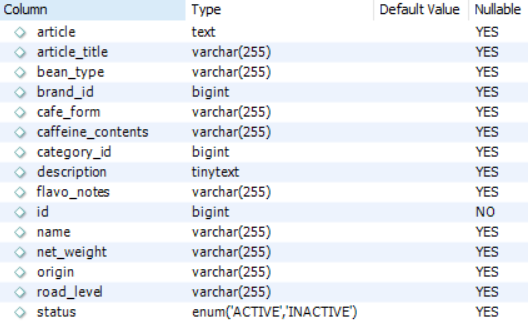 Column Type Default Value Nullable
article text YES
article_title varchar(255) YES
bean_type varchar(255) YES
brand_id bigint YES
cafe_form varchar(255) YES
caffeine_contents varchar(255) YES
category_id bigint YES
description tinytext YES
flavo_notes varchar(255) YES
id bigint NO
name varchar(255) YES
net_weight varchar(255) YES
origin varchar(255) YES
road_level varchar(255) YES
status enum('ACTIVE','INACTIVE') YES